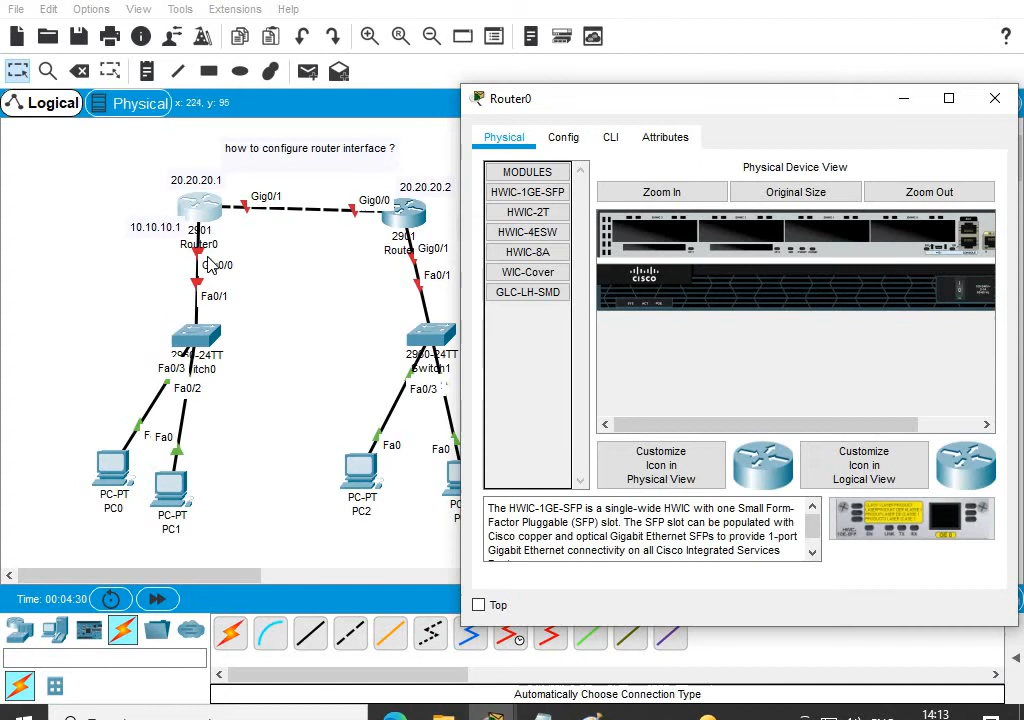 File Edit Options View Tools Extensions Help
?
Logical
Physical
x: 224, y: 95
how to configure router interface ?
20.20.20.1
20.20.20.2
Gig0/1
Gig0/0
10.10.10.1
2901
Router0
Gig0/1
Fa0/1
Fa0/1
2960-24TT
2960-24TT
Switch1
Fa0/3
Fa0/2
Fa0/3
Fa0
Fa0
Fa0
PC-PT
PC0
PC-PT
PC1
PC-PT
PC2
Router0
Physical
Config
CLI
Attributes
MODULES
HWIC-1GE-SFP
HWIC-2T
HWIC-4ESW
HWIC-8A
WIC-Cover
GLC-LH-SMD
Physical Device View
Zoom In
Original Size
Zoom Out
CISCO
Customize
Icon in
Physical View
Customize
Icon in
Logical View
The HWIC-1GE-SFP is a single-wide HWIC with one Small Form-
Factor Pluggable (SFP) slot. The SFP slot can be populated with
Cisco copper and optical Gigabit Ethernet SFPs to provide 1-port
Gigabit Ethernet connectivity on all Cisco Integrated Services
Top
Time: 00:04:30
Automatically Choose Connection Type
14:13